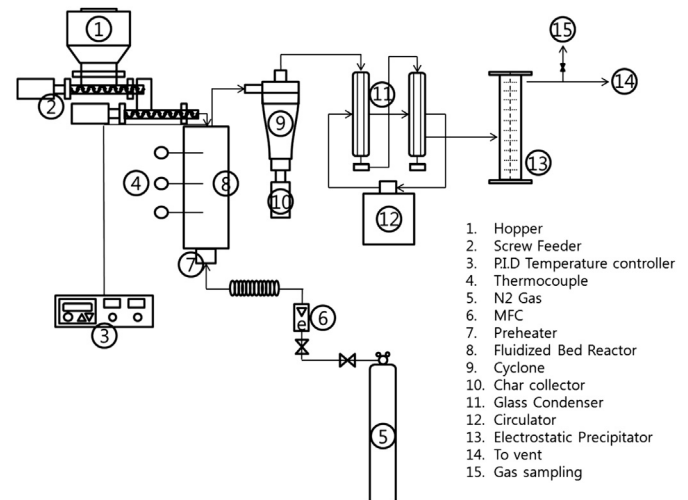 1
15
14
2
11
9
13
4
8
10
12
7
6
e
3
5
1. Hopper
2. Screw Feeder
3. P.I.D Temperature controller
4. Thermocouple
5. N2 Gas
6. MFC
7. Preheater
8. Fluidized Bed Reactor
9. Cyclone
10. Char collector
11. Glass Condenser
12. Circulator
13. Electrostatic Precipitator
14. To vent
15. Gas sampling